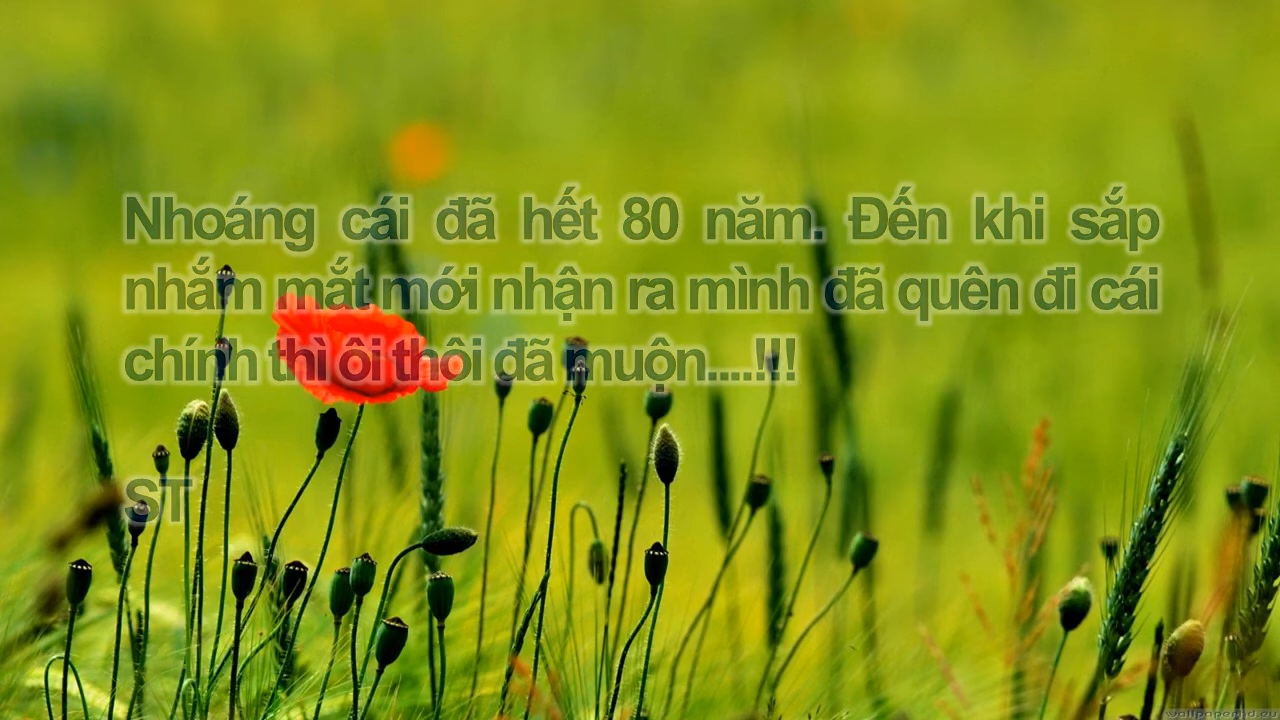 Nhoáng cái đã hết 80 năm. Đến khi sắp
nhắm mắt mới nhận ra mình đã quên đi cái
chính thì ôi thôi đã muộn.....!!!
ST